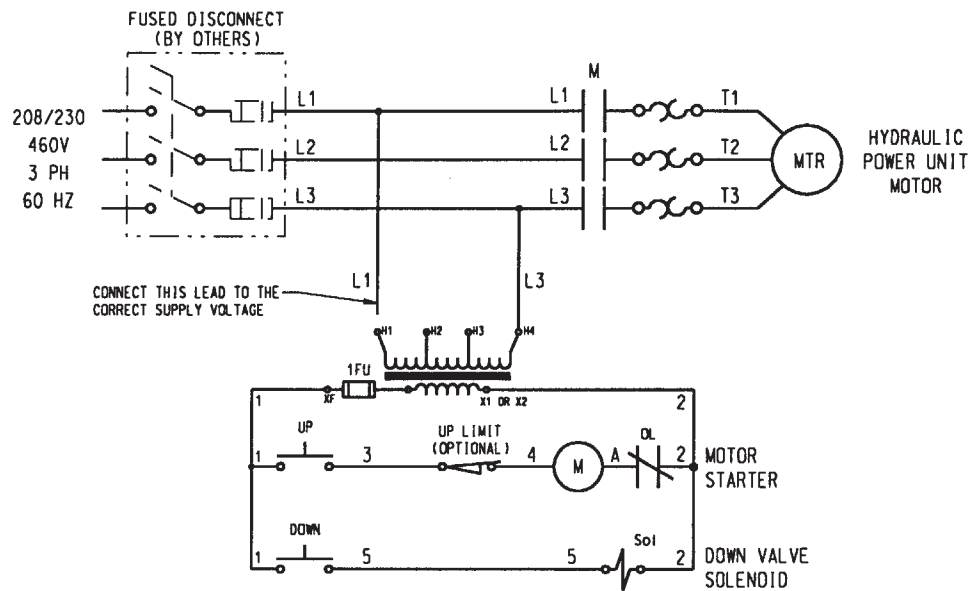 FUSED DISCONNECT
(BY OTHERS)
208/230
460V
3 PH
60 HZ
L1
L2
L3
M
L1
L2
L3
T1
T2
T3
MTR
HYDRAULIC
POWER UNIT
MOTOR
L1
L3
CONNECT THIS LEAD TO THE
CORRECT SUPPLY VOLTAGE
H1
H2
H3
H4
1FU
XF
X1 OR X2
1
2
UP
UP LIMIT
(OPTIONAL)
OL
1
3
4
M
A
2
MOTOR
STARTER
DOWN
Sol
1
5
5
2
DOWN VALVE
SOLENOID